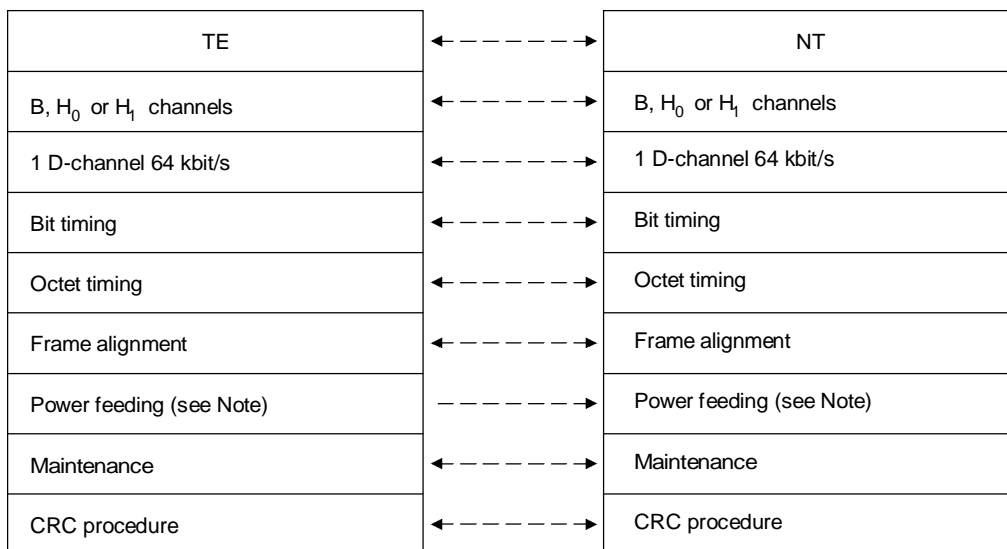 TE NT
B, H0 or H1 channels B, H0 or H1 channels
1 D-channel 64 kbit/s 1 D-channel 64 kbit/s
Bit timing Bit timing
Octet timing Octet timing
Frame alignment Frame alignment
Power feeding (see Note) Power feeding (see Note)
Maintenance Maintenance
CRC procedure CRC procedure